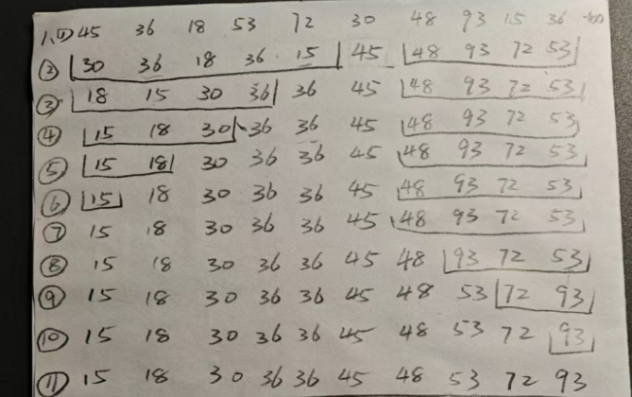 1、① 45 36 18 53 72 30 48 93 15 36 +∞
② [30 36 18 36 15] 45 [48 93 72 53]
③ [18 15 30 36] 36 45 [48 93 72 53]
④ [15 18 30] 36 36 45 [48 93 72 53]
⑤ [15 18] 30 36 36 45 [48 93 72 53]
⑥ [15] 18 30 36 36 45 [48 93 72 53]
⑦ 15 18 30 36 36 45 [48 93 72 53]
⑧ 15 18 30 36 36 45 48 [93 72 53]
⑨ 15 18 30 36 36 45 48 53 [72 93]
⑩ 15 18 30 36 36 45 48 53 72 [93]
⑪ 15 18 30 36 36 45 48 53 72 93